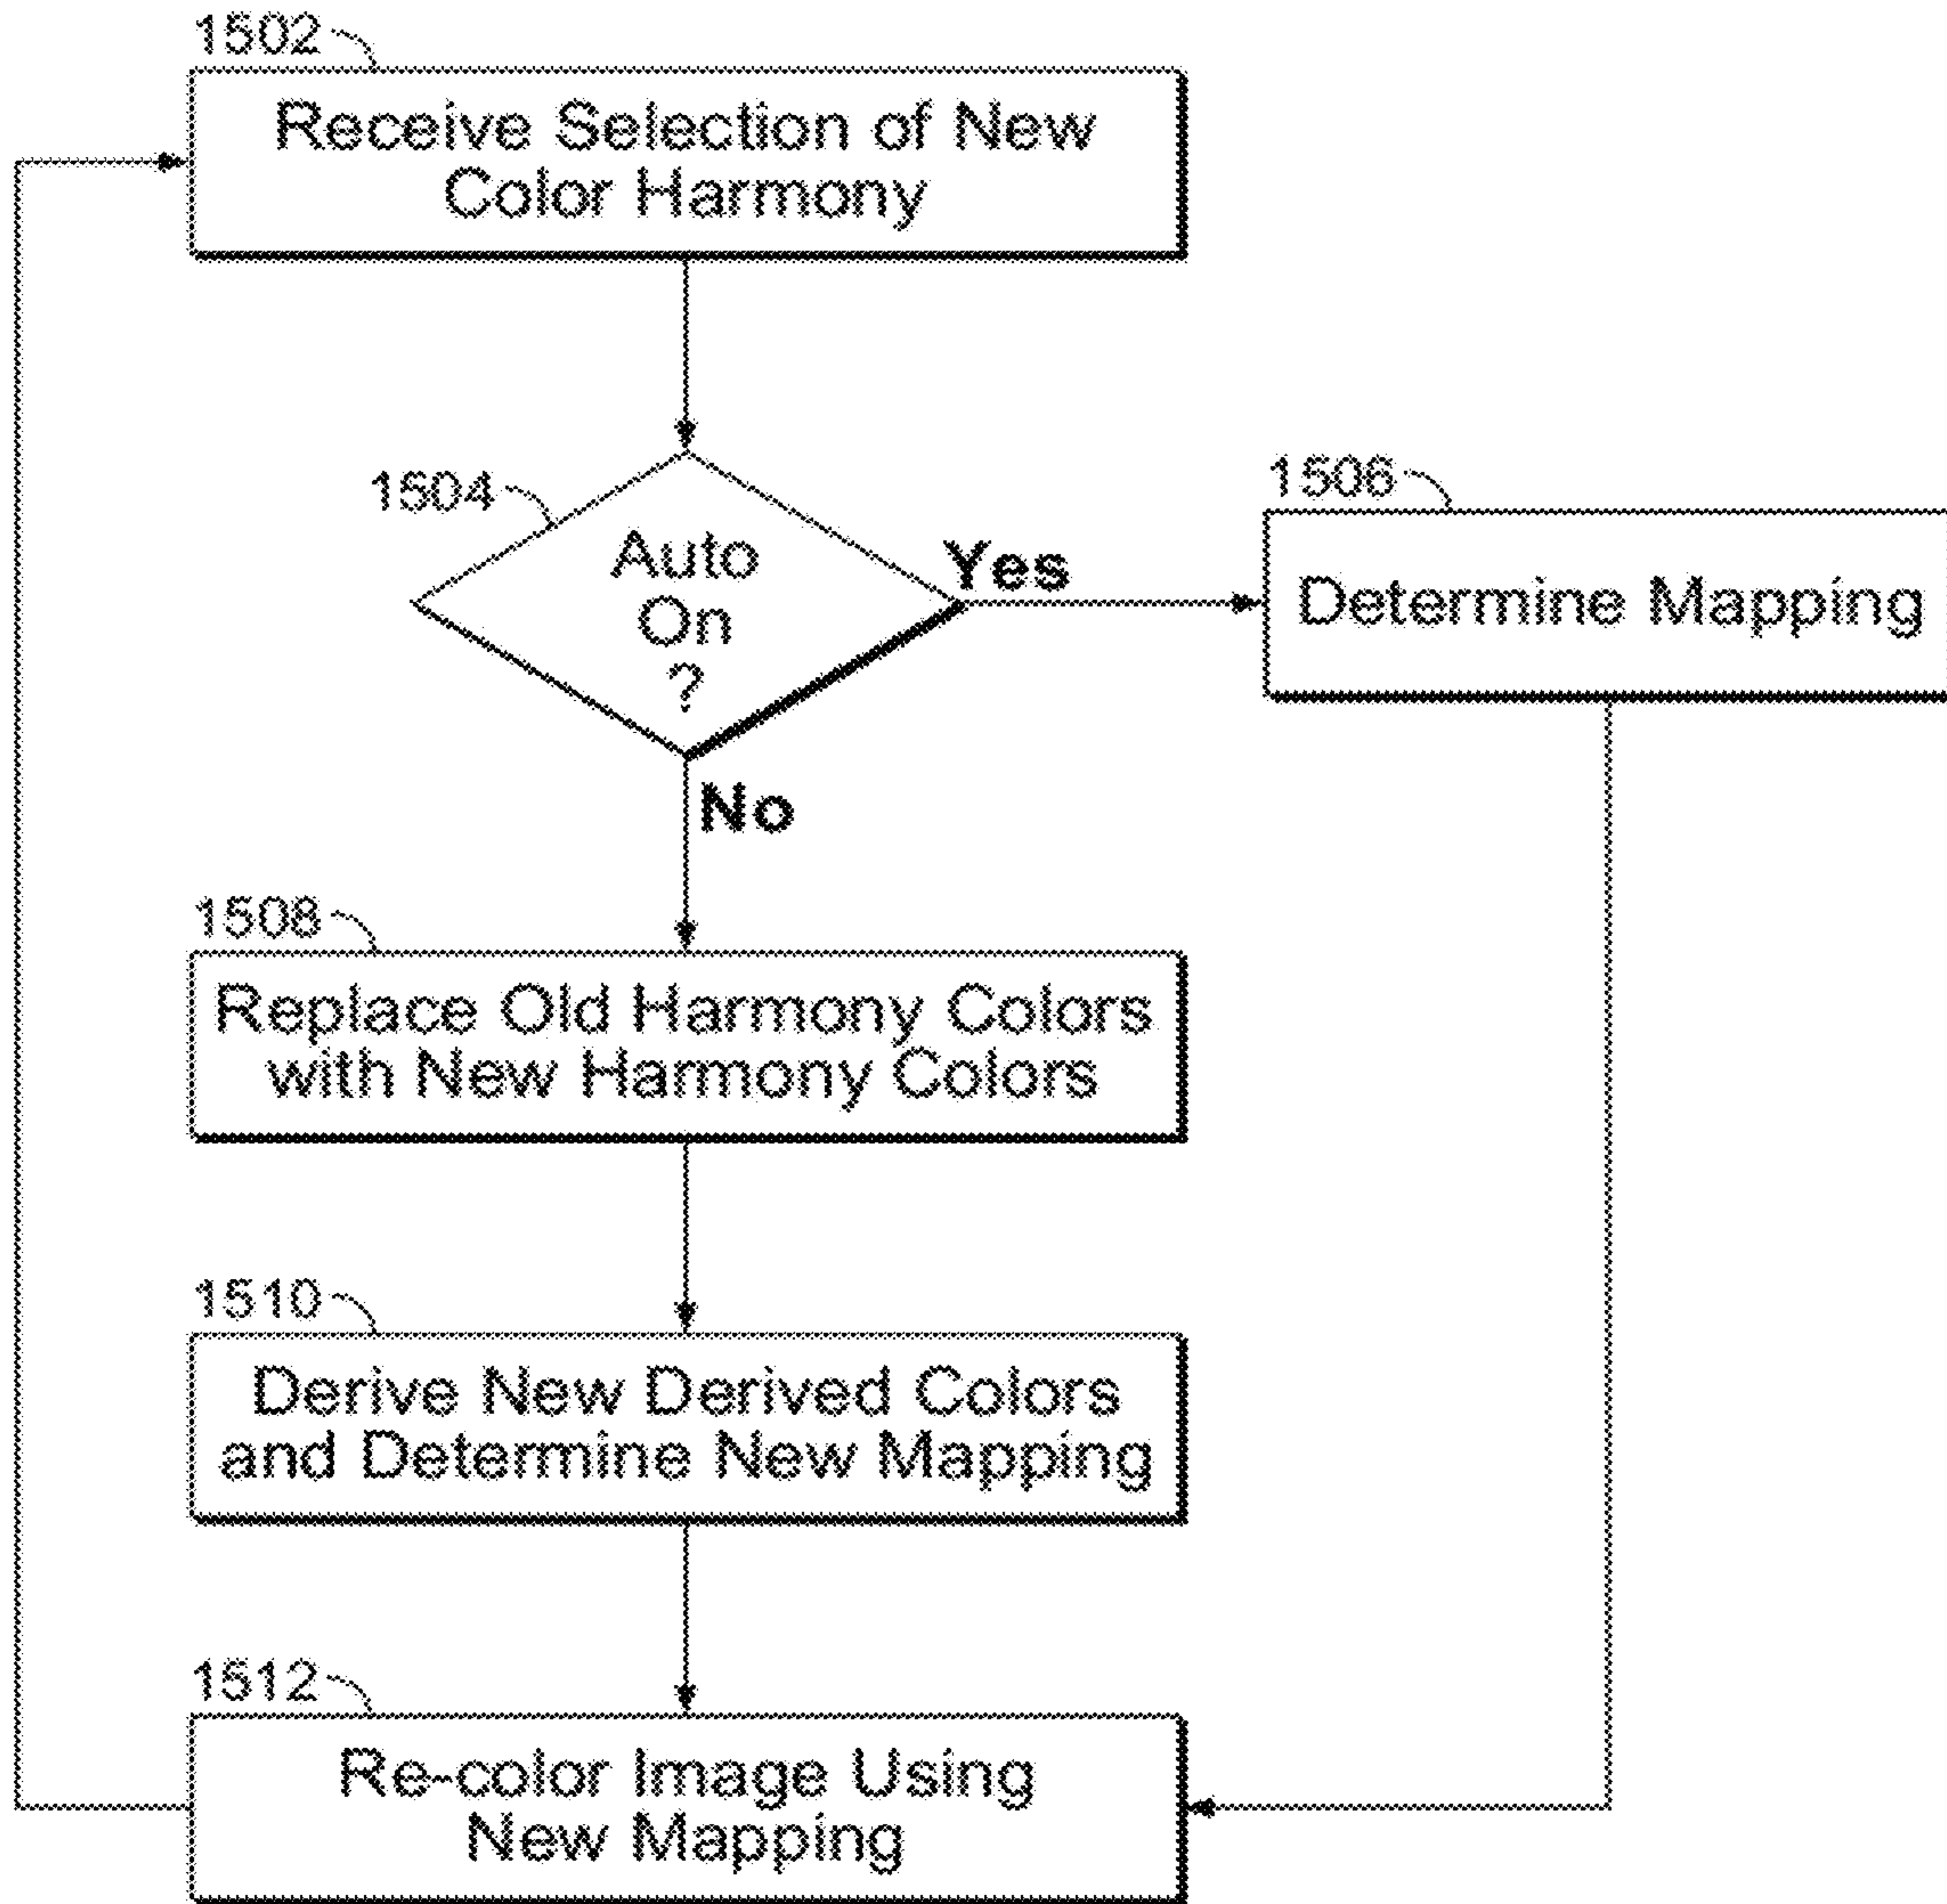 1502
Receive Selection of New
Color Harmony
1504
Auto
On
?
Yes
1506
Determine Mapping
No
1508
Replace Old Harmony Colors
with New Harmony Colors
1510
Derive New Derived Colors
and Determine New Mapping
1512
Re-color Image Using
New Mapping